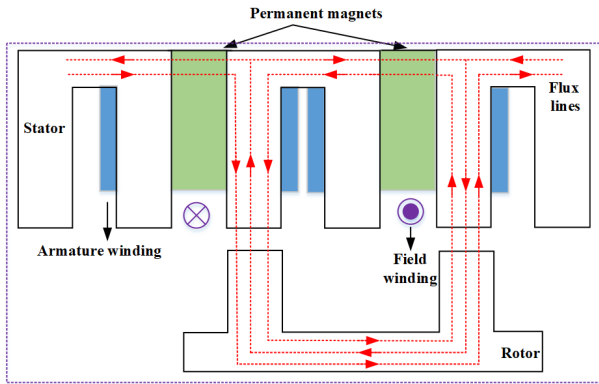 Permanent magnets
Flux
lines
Stator
Armature winding
Field
winding
Rotor